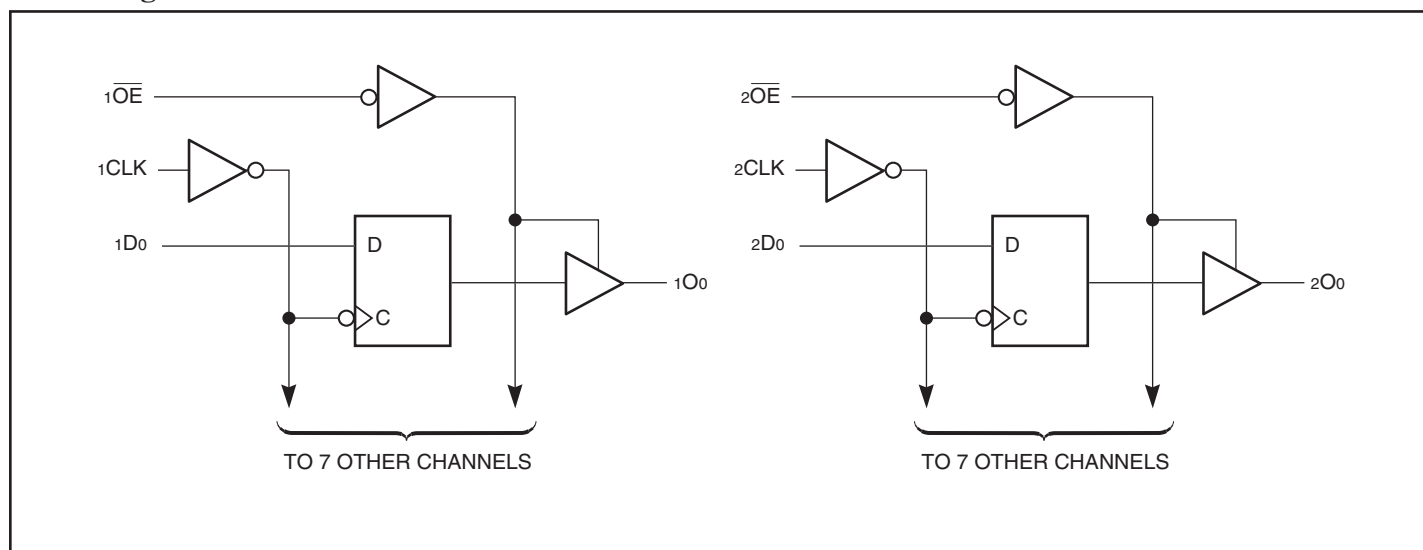 1OE 2OE
1CLK 2CLK
1D0 D 1O0 2D0 D 2O0
C C
TO 7 OTHER CHANNELS TO 7 OTHER CHANNELS